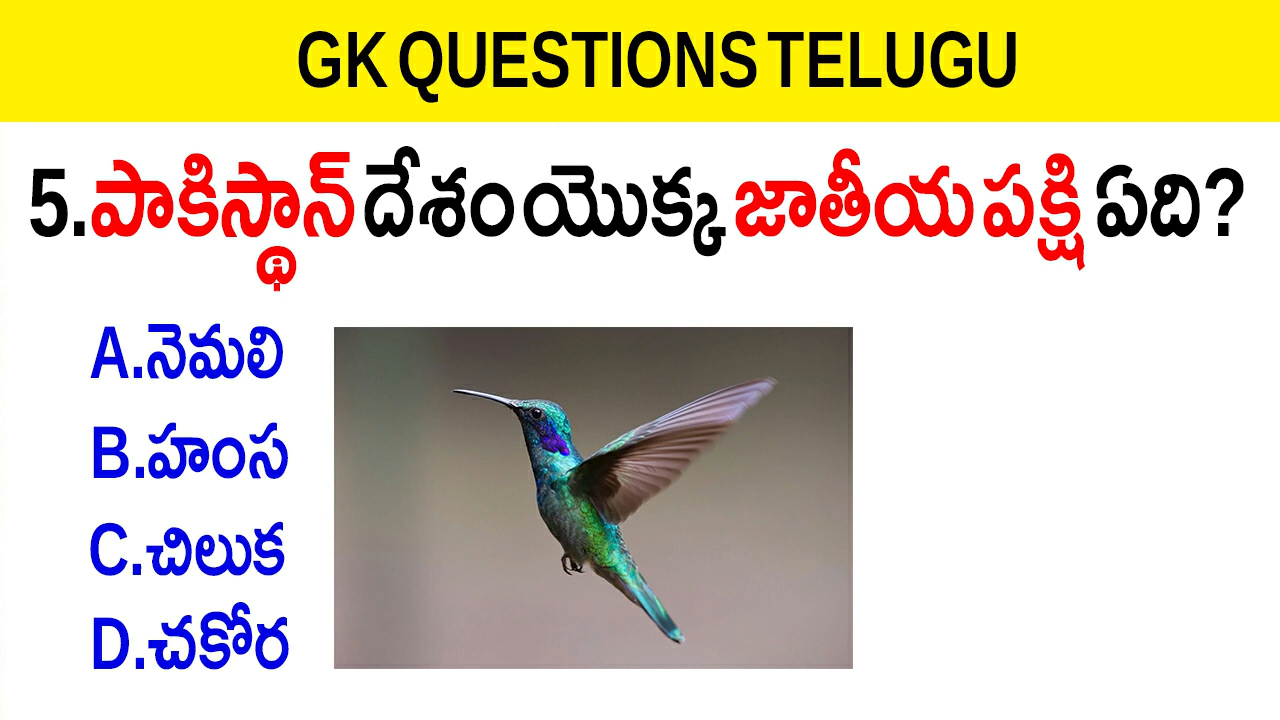 GK QUESTIONS TELUGU
5.పాకిస్థాన్ దేశం యొక్క జాతీయ పక్షి ఏది?
A.నెమలి
B.హంస
C.చిలుక
D.చకోర